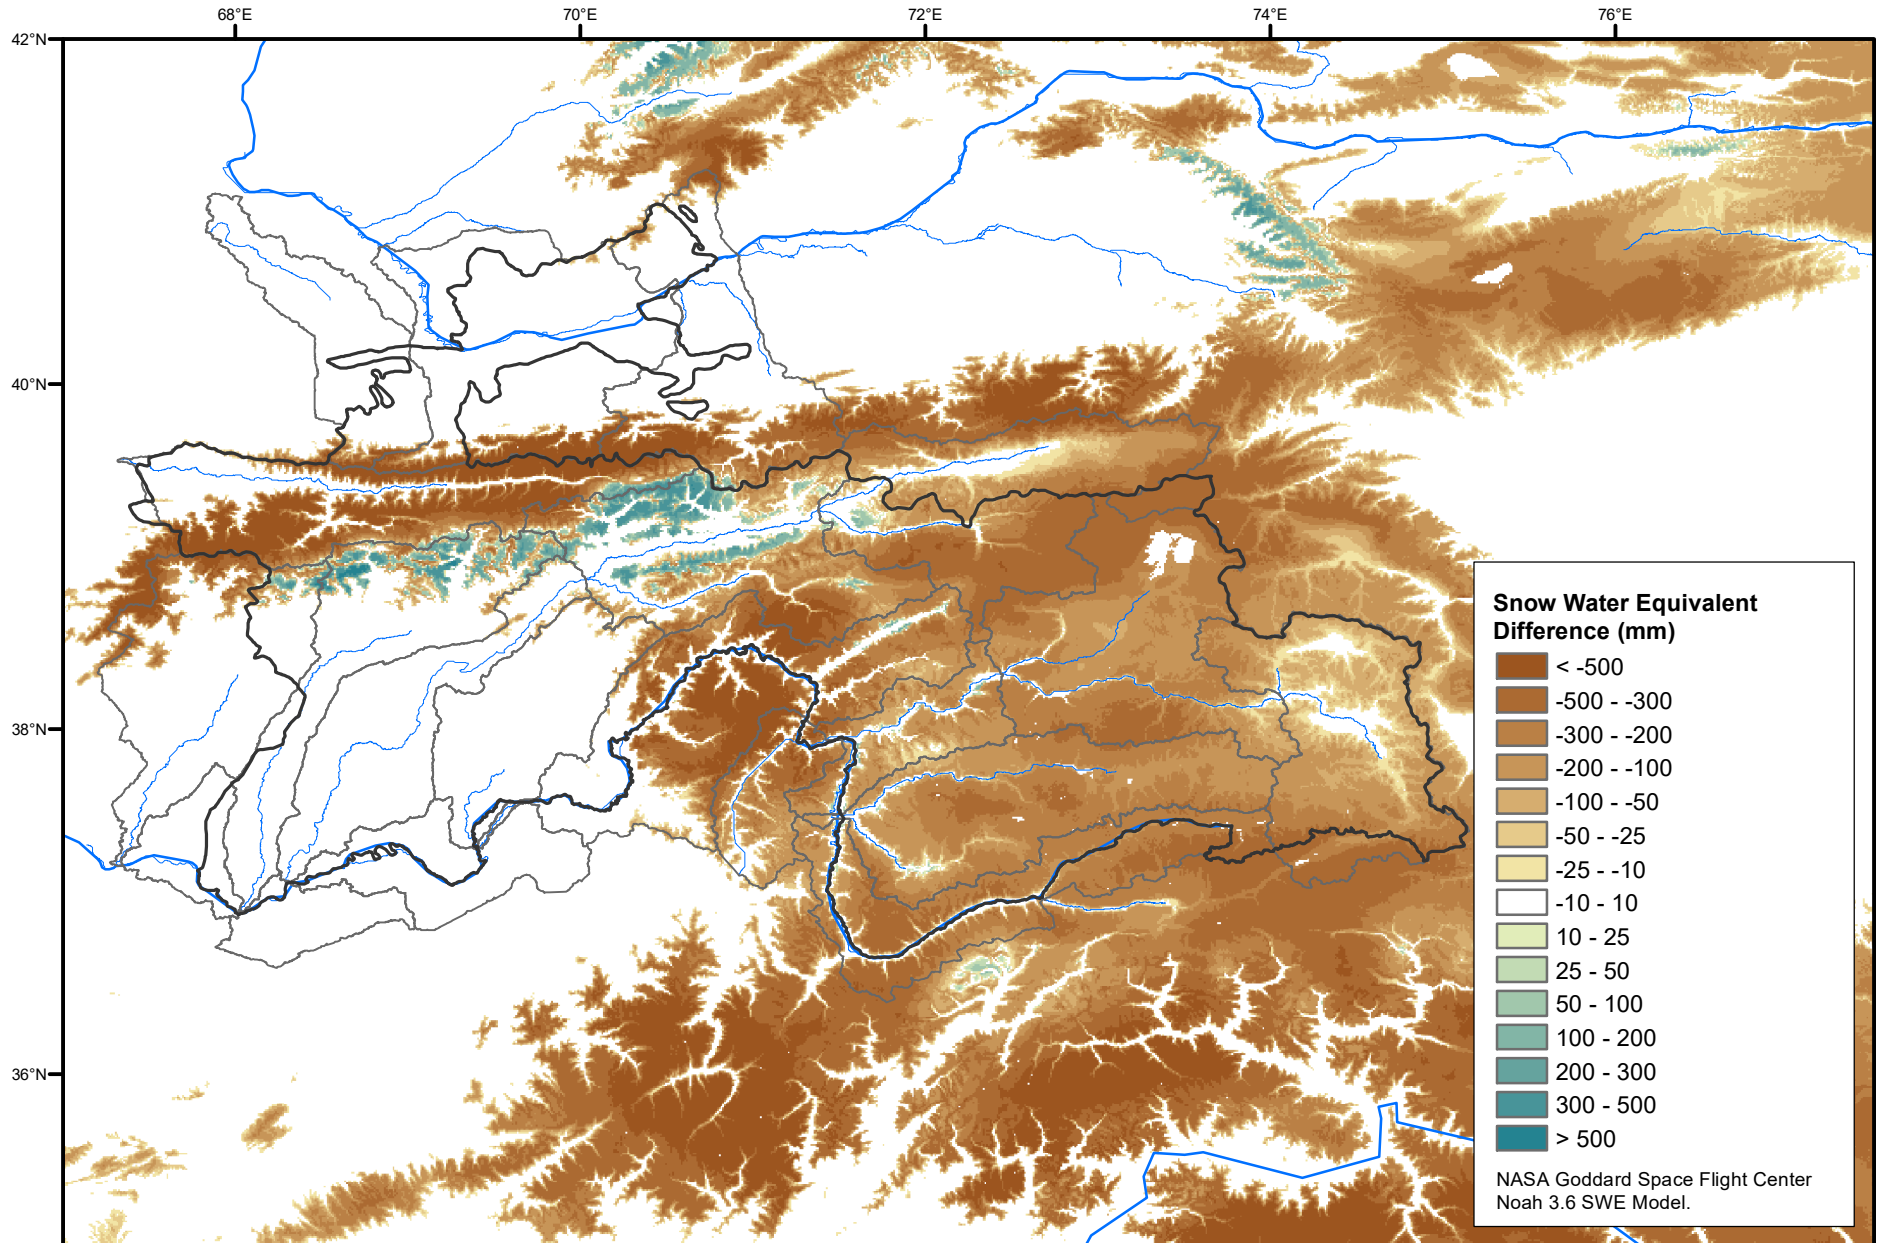 68°E
70°E
72°E
74°E
76°E
42°N
40°N
38°N
36°N
Snow Water Equivalent
Difference (mm)
< -500
-500 - -300
-300 - -200
-200 - -100
-100 - -50
-50 - -25
-25 - -10
-10 - 10
10 - 25
25 - 50
50 - 100
100 - 200
200 - 300
300 - 500
> 500
NASA Goddard Space Flight Center
Noah 3.6 SWE Model.